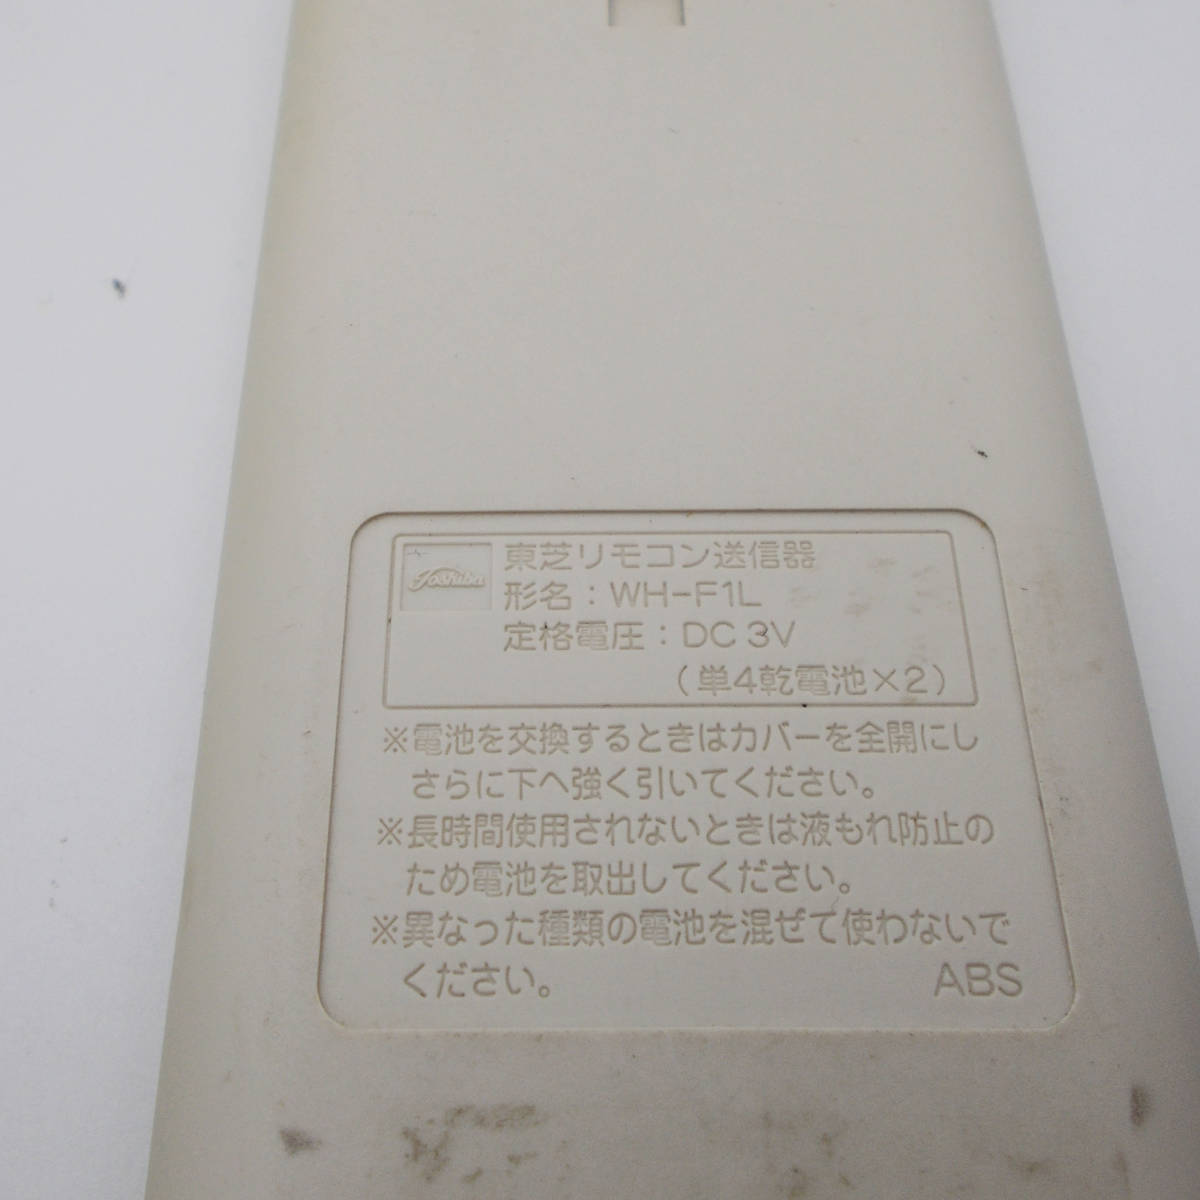 Toshiba
東芝リモコン送信器
形名：WH-F1L
定格電圧：DC 3V
（単4乾電池×2）
※電池を交換するときはカバーを全開にし
さらに下へ強く引いてください。
※長時間使用されないときは液もれ防止の
ため電池を取出してください。
※異なった種類の電池を混ぜて使わないで
ください。
ABS